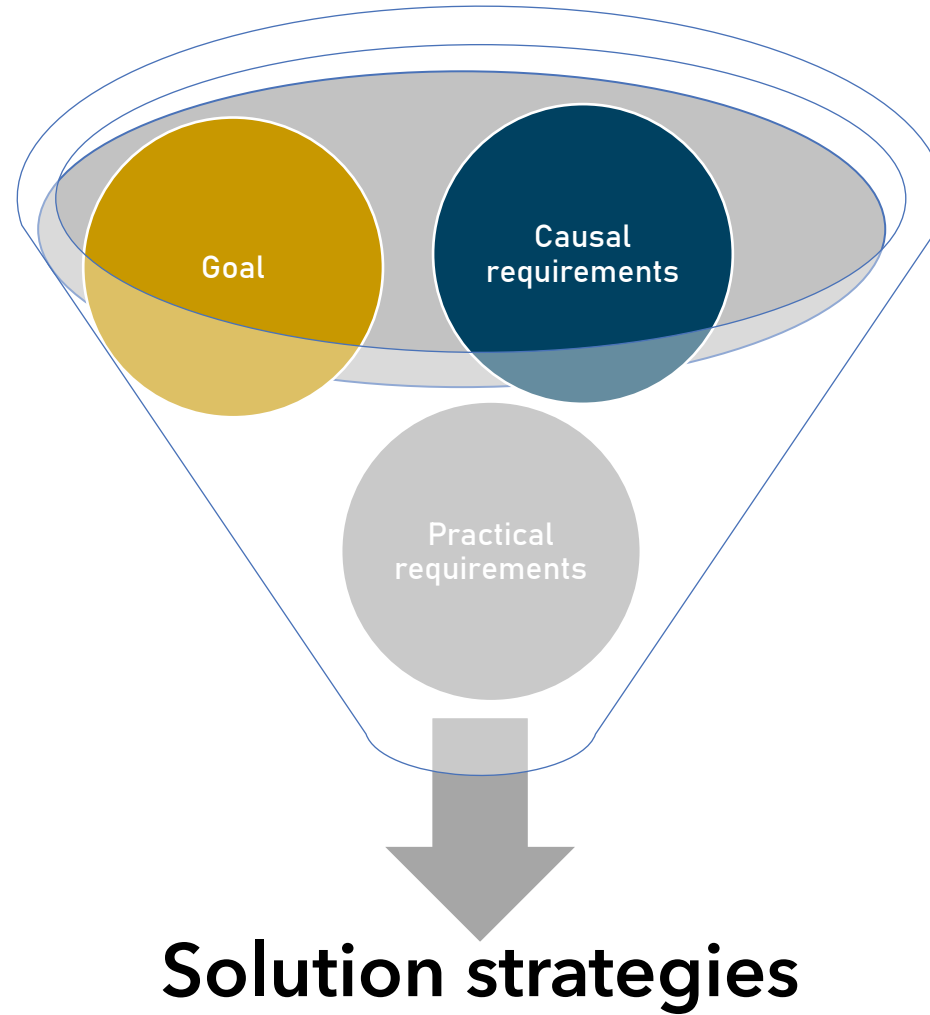 Goal
Causal
requirements
Practical
requirements
Solution strategies